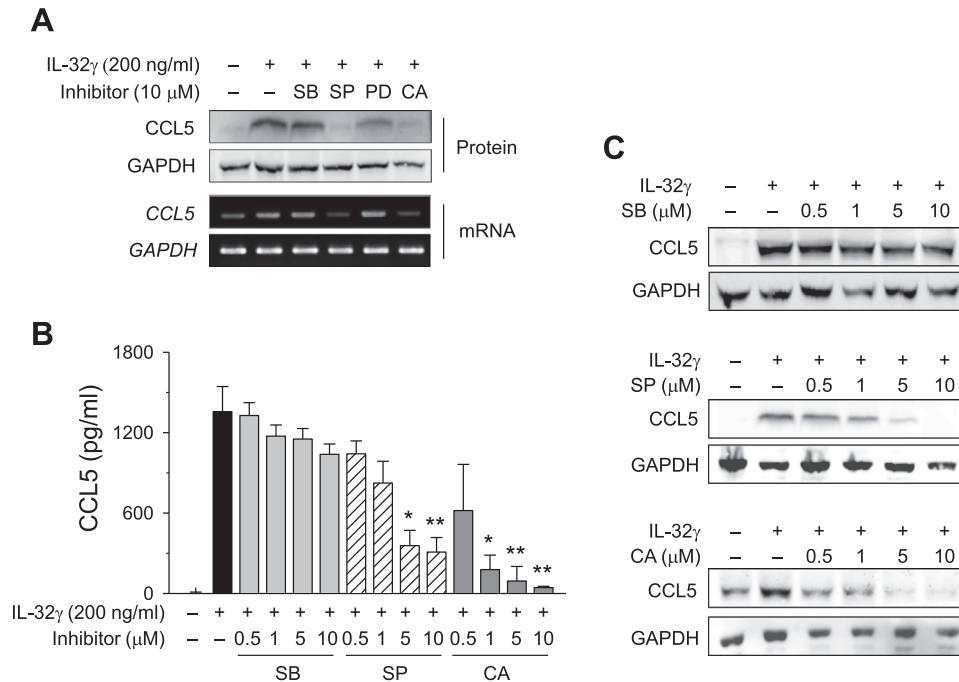 A
IL-32γ (200 ng/ml) – + + + + +
Inhibitor (10 μM) – – SB SP PD CA
CCL5
GAPDH
Protein
CCL5
GAPDH
mRNA
B
CCL5 (pg/ml)
1800
1200
600
0
* ** * ** **
IL-32γ (200 ng/ml) – + + + + + + + + + + + + +
Inhibitor (μM) – – 0.5 1 5 10 0.5 1 5 10 0.5 1 5 10
SB SP CA
C
IL-32γ – + + + + +
SB (μM) – – 0.5 1 5 10
CCL5
GAPDH
IL-32γ – + + + + +
SP (μM) – – 0.5 1 5 10
CCL5
GAPDH
IL-32γ – + + + + +
CA (μM) – – 0.5 1 5 10
CCL5
GAPDH